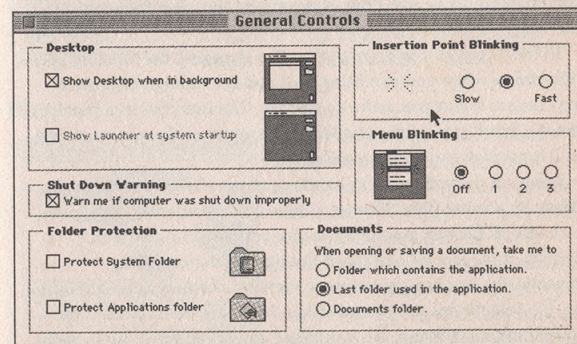 General Controls
Desktop
Show Desktop when in background
Show Launcher at system startup
Insertion Point Blinking
Slow
Fast
Menu Blinking
Off 1 2 3
Shut Down Warning
Warn me if computer was shut down improperly
Folder Protection
Protect System Folder
Protect Applications folder
Documents
When opening or saving a document, take me to
Folder which contains the application.
Last folder used in the application.
Documents folder.